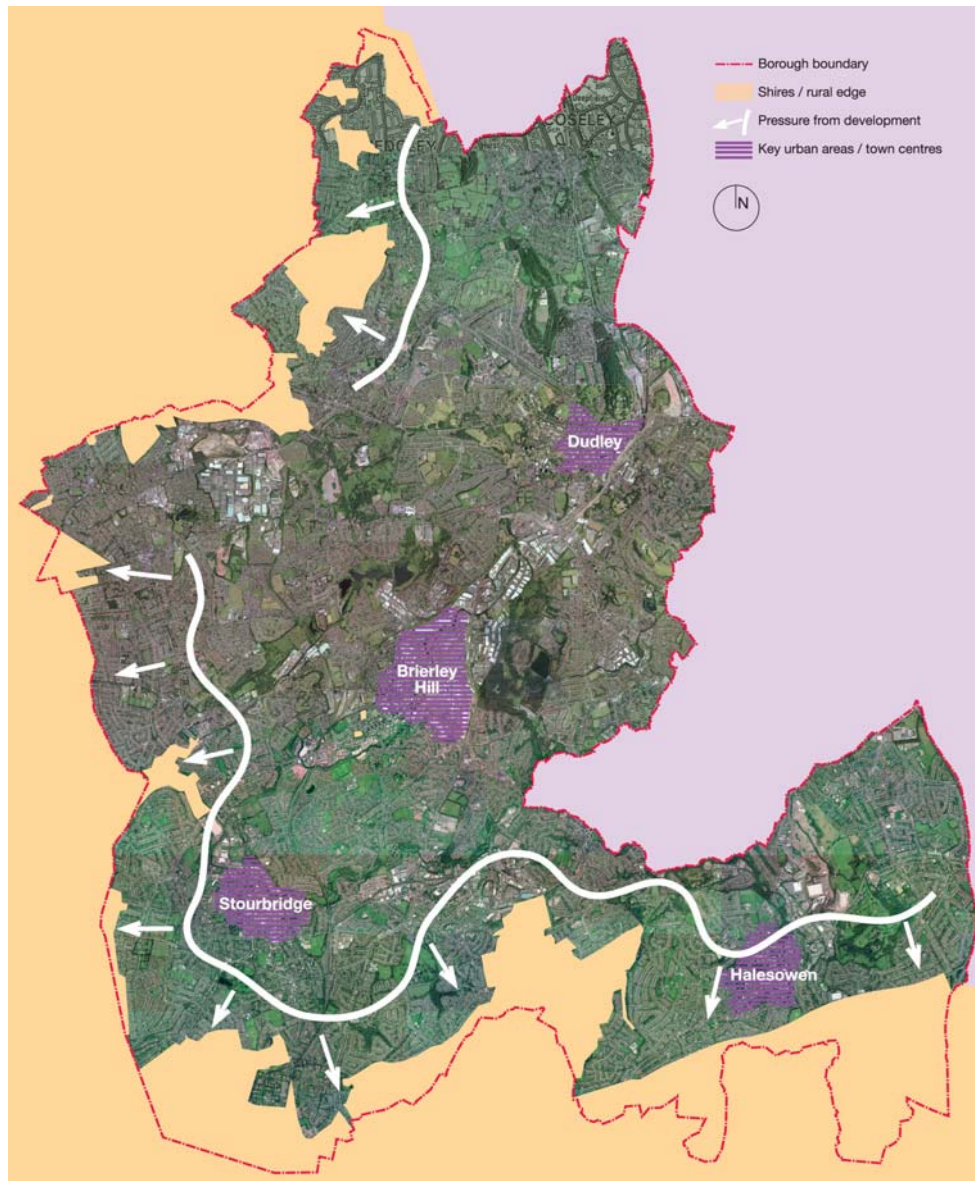 Borough boundary
Shires / rural edge
Pressure from development
Key urban areas / town centres
N
COSELEY
Dudley
Brierley
Hill
Stourbridge
Halesowen